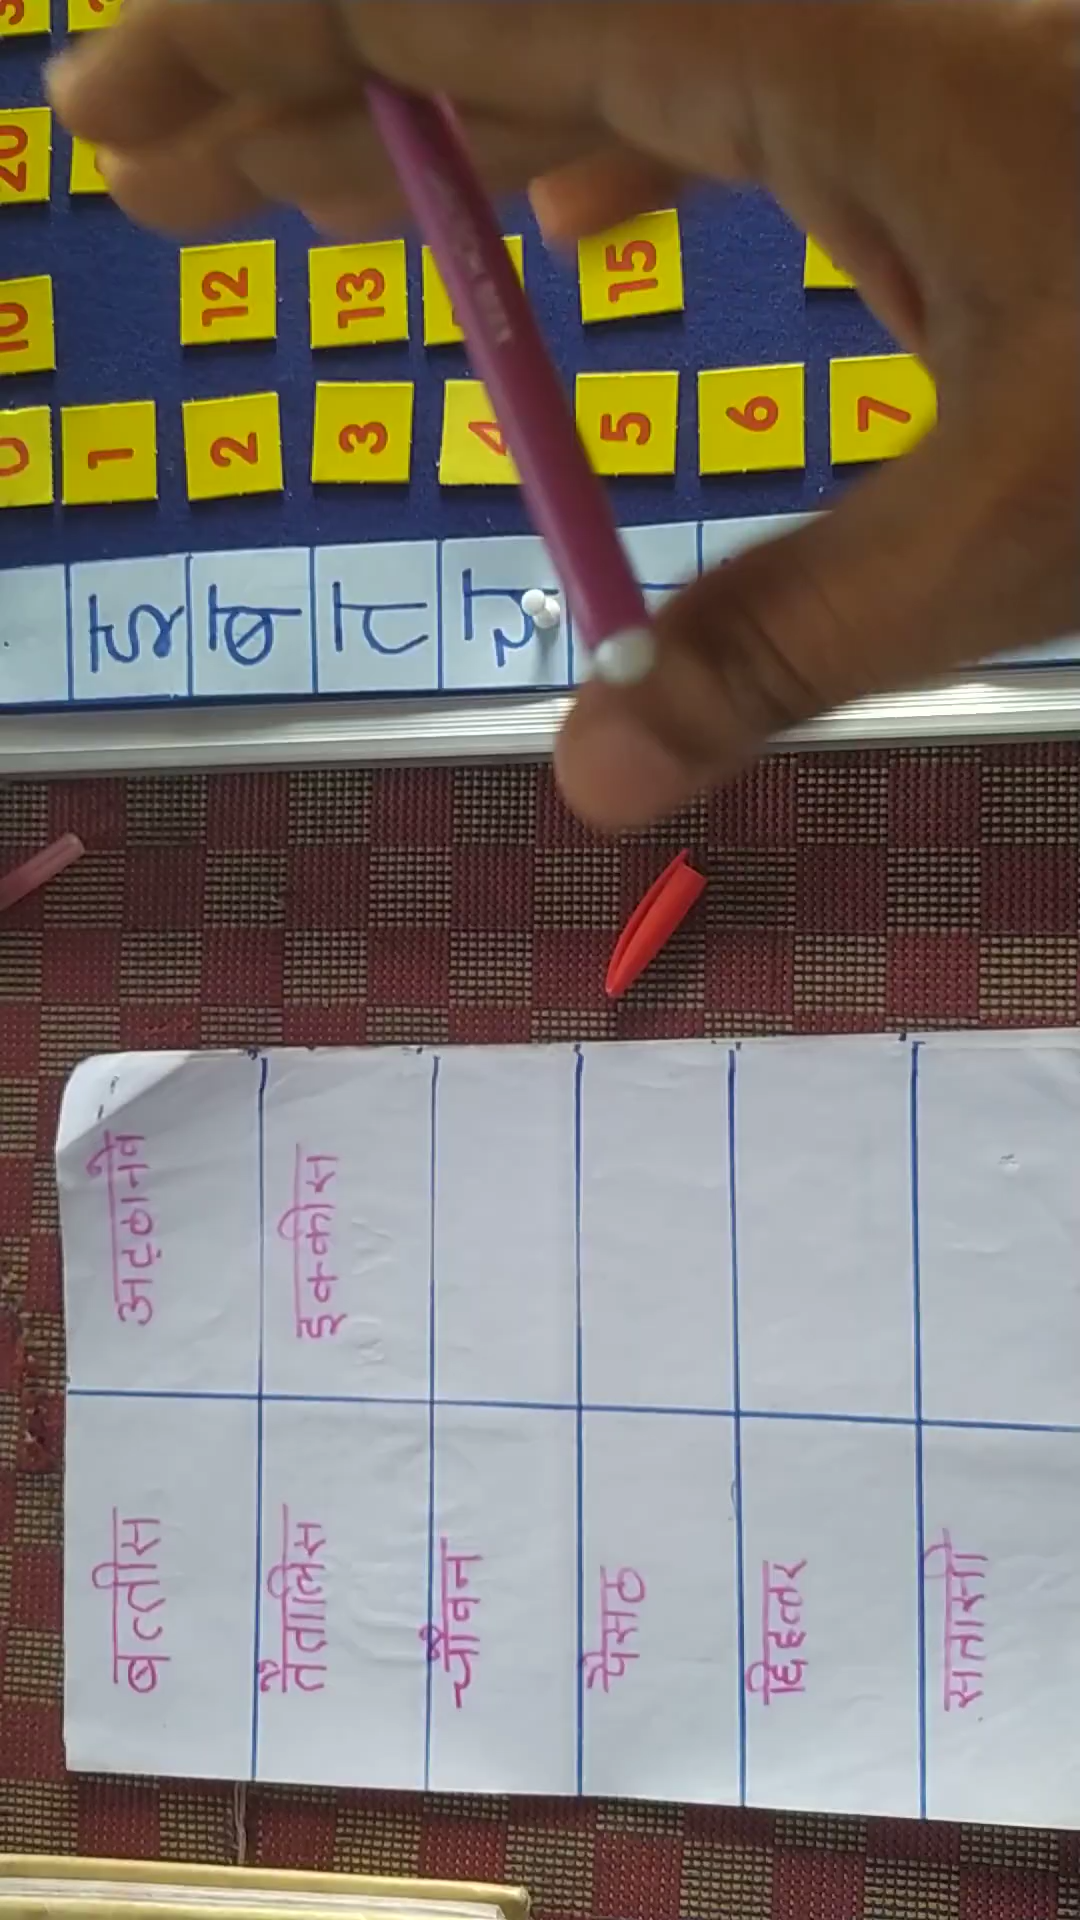 बत्तीस अट्ठानवे
तैतालिस इक्कीस
चौवन
पैसठ
छिहत्तर
सतासी
0 10 20
इ 1
ब 2 12
त 3 13
च 4
5 15
6
7